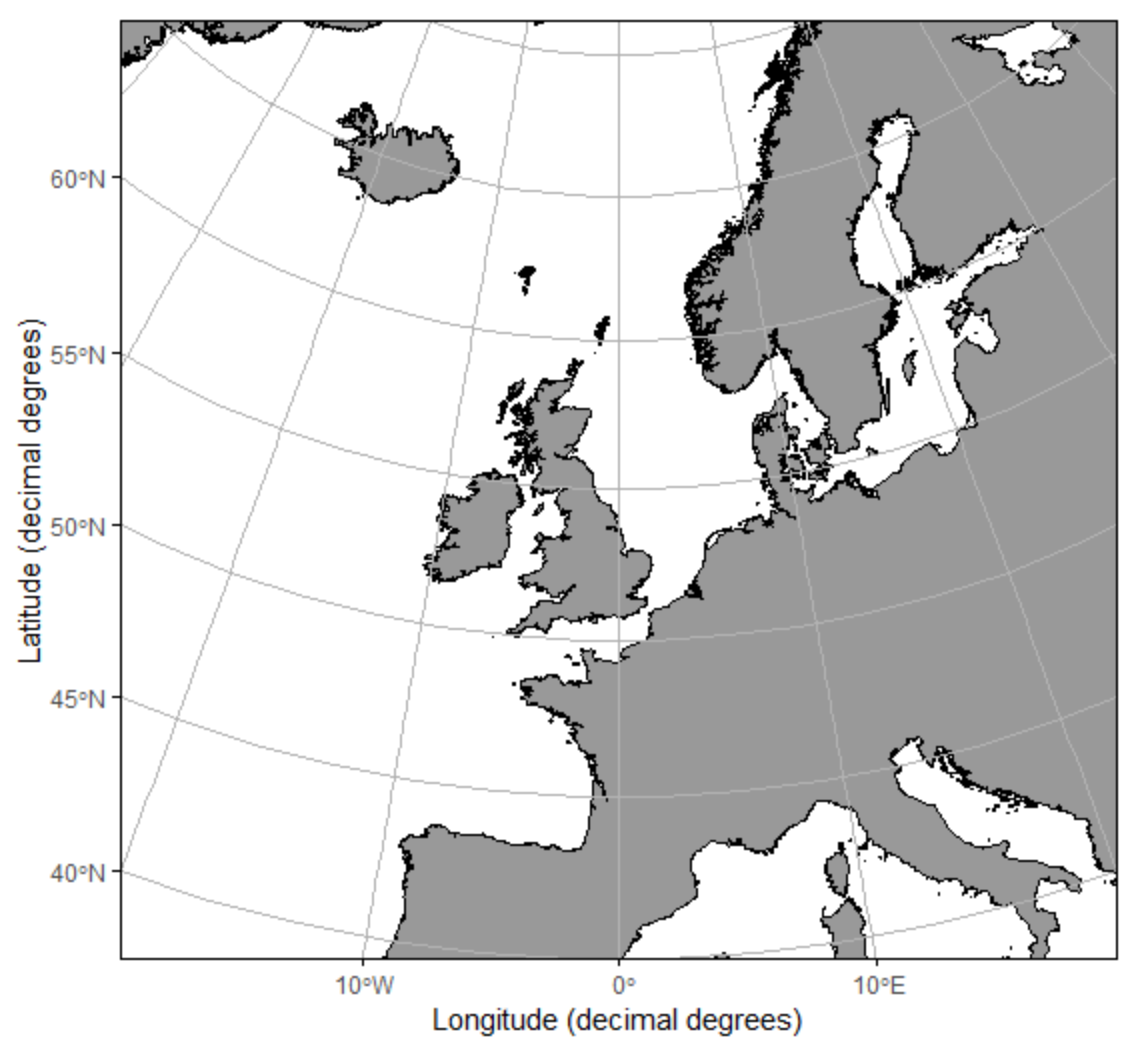 Latitude (decimal degrees)
60°N
55°N
50°N
45°N
40°N
10°W 0° 10°E
Longitude (decimal degrees)